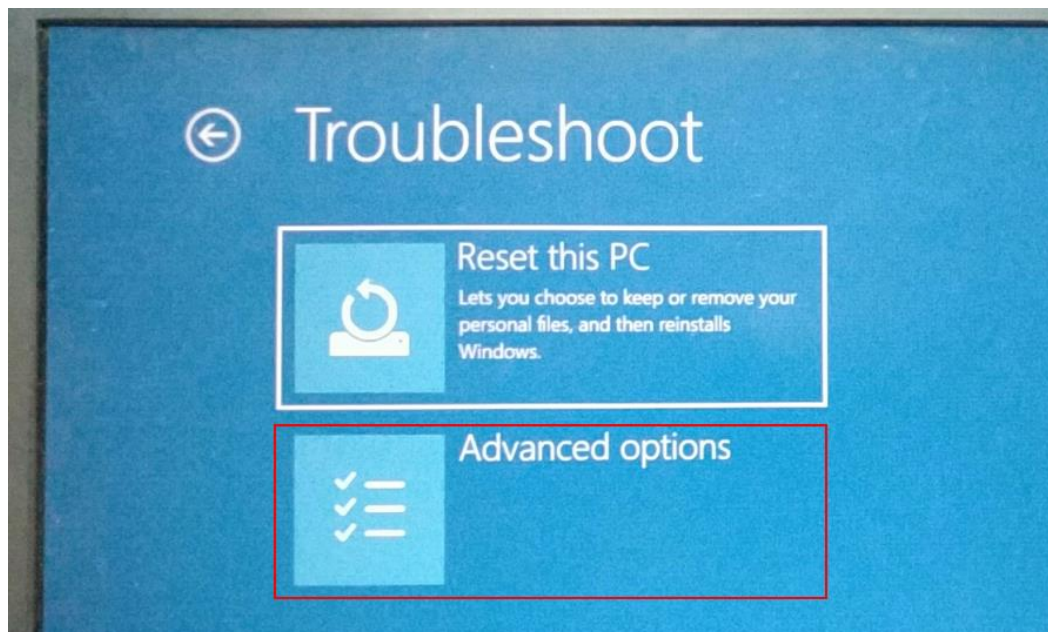 Troubleshoot
Reset this PC
Lets you choose to keep or remove your
personal files, and then reinstalls
Windows.
Advanced options